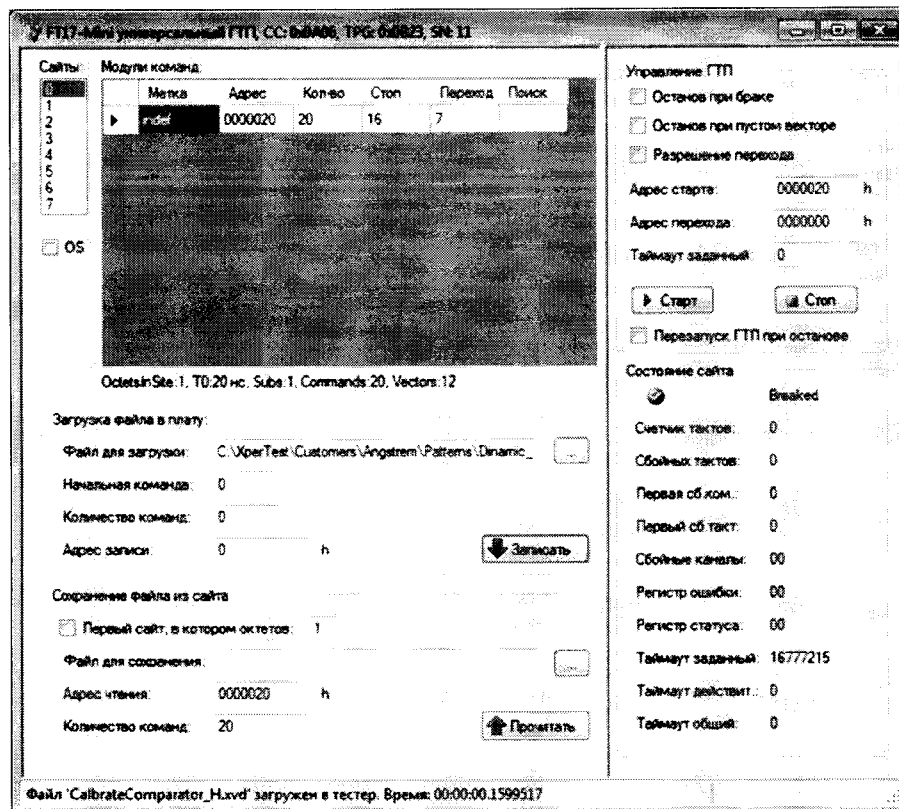 FT17-Mini универсальный ГТП, CC: 0x0A06, TPG: 0x0B23, SN: 11
Сайты:
0
1
2
3
4
5
6
7
OS
Модули команд:
Метка Адрес Кол-во Стоп Переход Поиск
indef 0000020 20 16 7
OctetsInSite:1, T0:20 нс, Subs:1, Commands:20, Vectors:12
Загрузка файла в плату:
Файл для загрузки: C:\XperTest\Customers\Angstrem\Patterns\Dinamic_ ...
Начальная команда: 0
Количество команд: 0
Адрес записи: 0 h Записать
Сохранение файла из сайта
Первый сайт, в котором октетов: 1
Файл для сохранения: ...
Адрес чтения: 0000020 h
Количество команд: 20 Прочитать
Управление ГТП
Останов при браке
Останов при пустом векторе
Разрешение перехода
Адрес старта: 0000020 h
Адрес перехода: 0000000 h
Таймаут заданный: 0
Старт Стоп
Перезапуск ГТП при останове
Состояние сайта
Breaked
Счетчик тактов: 0
Сбойных тактов: 0
Первая сб.ком.: 0
Первый сб такт: 0
Сбойные каналы: 00
Регистр ошибки: 00
Регистр статуса: 00
Таймаут заданный: 16777215
Таймаут действит.: 0
Таймаут общий: 0
Файл 'CalibrateComparator_H.xvd' загружен в тестер. Время: 00:00:00.1599517